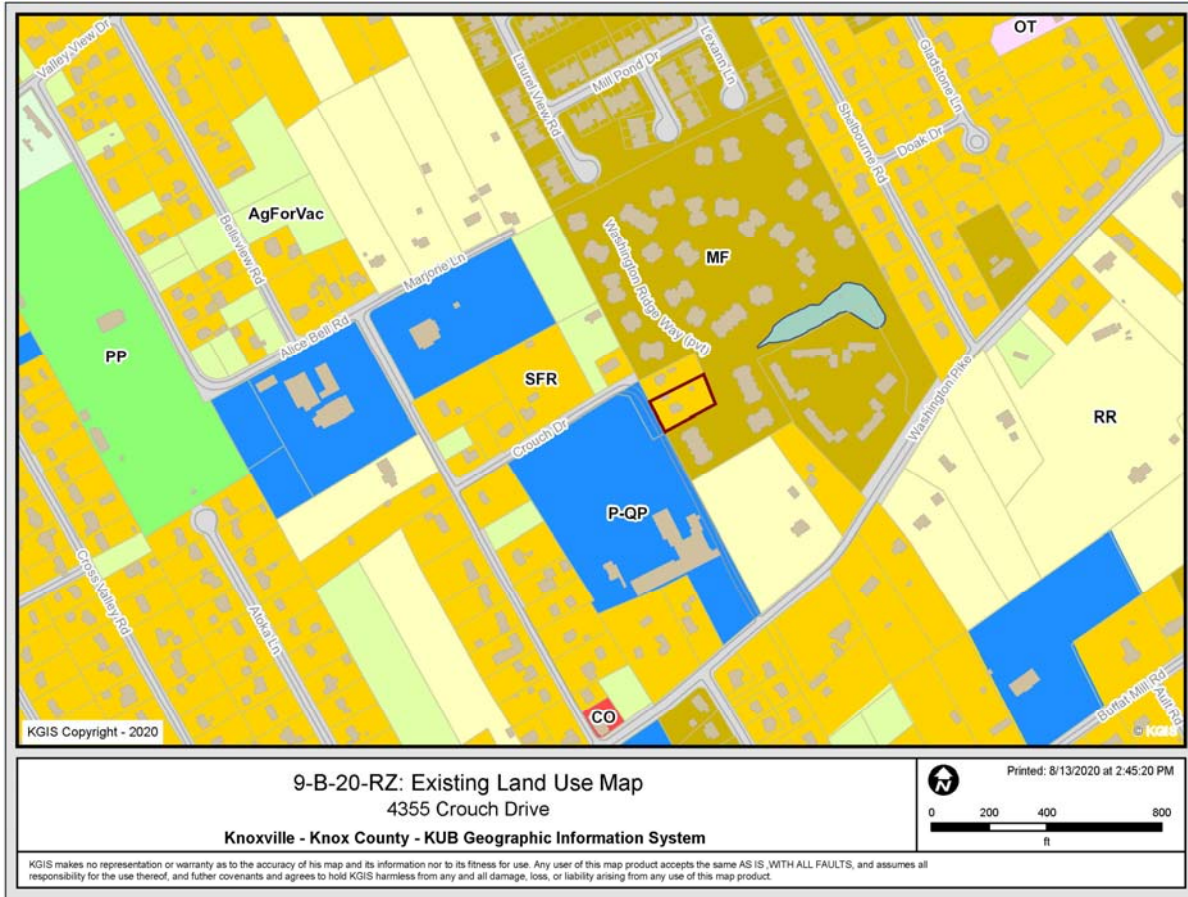 OT
Valley View Dr
Laurel View Rd
Mill Pond Dr
Lexann Ln
Gladstone Ln
Shelbourne Rd
Doak Dr
AgForVac
Belleview Rd
Washington Ridge Way (pvt)
MF
Marjorie Ln
Alice Bell Rd
PP
SFR
Washington Pike
RR
Crouch Dr
P-QP
Cross Valley Rd
Atoka Ln
Buffat Mill Rd
Ault Rd
CO
KGIS Copyright - 2020
© KGIS
9-B-20-RZ: Existing Land Use Map
4355 Crouch Drive
Knoxville - Knox County - KUB Geographic Information System
N
Printed: 8/13/2020 at 2:45:20 PM
0 200 400 800
ft
KGIS makes no representation or warranty as to the accuracy of his map and its information nor to its fitness for use. Any user of this map product accepts the same AS IS ,WITH ALL FAULTS, and assumes all
responsibility for the use thereof, and futher covenants and agrees to hold KGIS harmless from any and all damage, loss, or liability arising from any use of this map product.